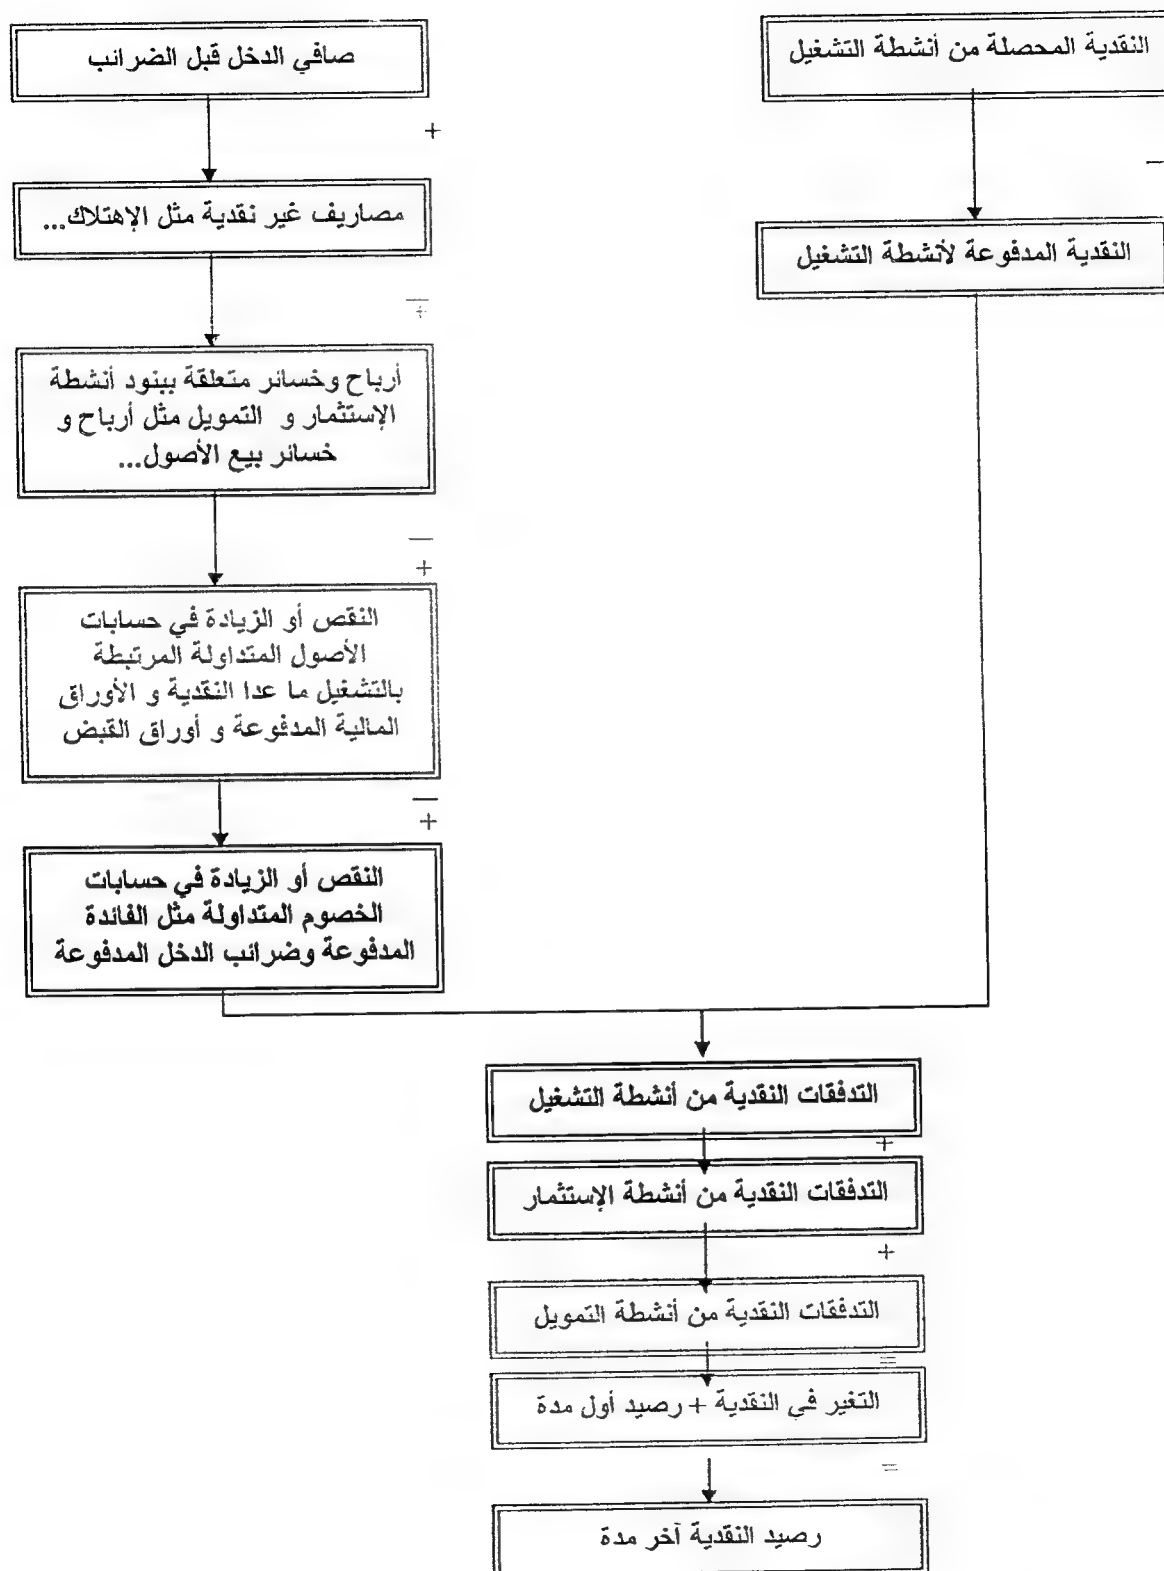 النقدية المحصلة من أنشطة التشغيل
—
النقدية المدفوعة لأنشطة التشغيل
صافي الدخل قبل الضرائب
+
مصاريف غير نقدية مثل الإهتلاك...
—
+
أرباح وخسائر متعلقة ببنود أنشطة
الإستثمار و التمويل مثل أرباح و
خسائر بيع الأصول...
—
+
النقص أو الزيادة في حسابات
الأصول المتداولة المرتبطة
بالتشغيل ما عدا النقدية و الأوراق
المالية المدفوعة و أوراق القبض
—
+
النقص أو الزيادة في حسابات
الخصوم المتداولة مثل الفائدة
المدفوعة وضرائب الدخل المدفوعة
التدفقات النقدية من أنشطة التشغيل
+
التدفقات النقدية من أنشطة الإستثمار
+
التدفقات النقدية من أنشطة التمويل
=
التغير في النقدية + رصيد أول مدة
=
رصيد النقدية آخر مدة